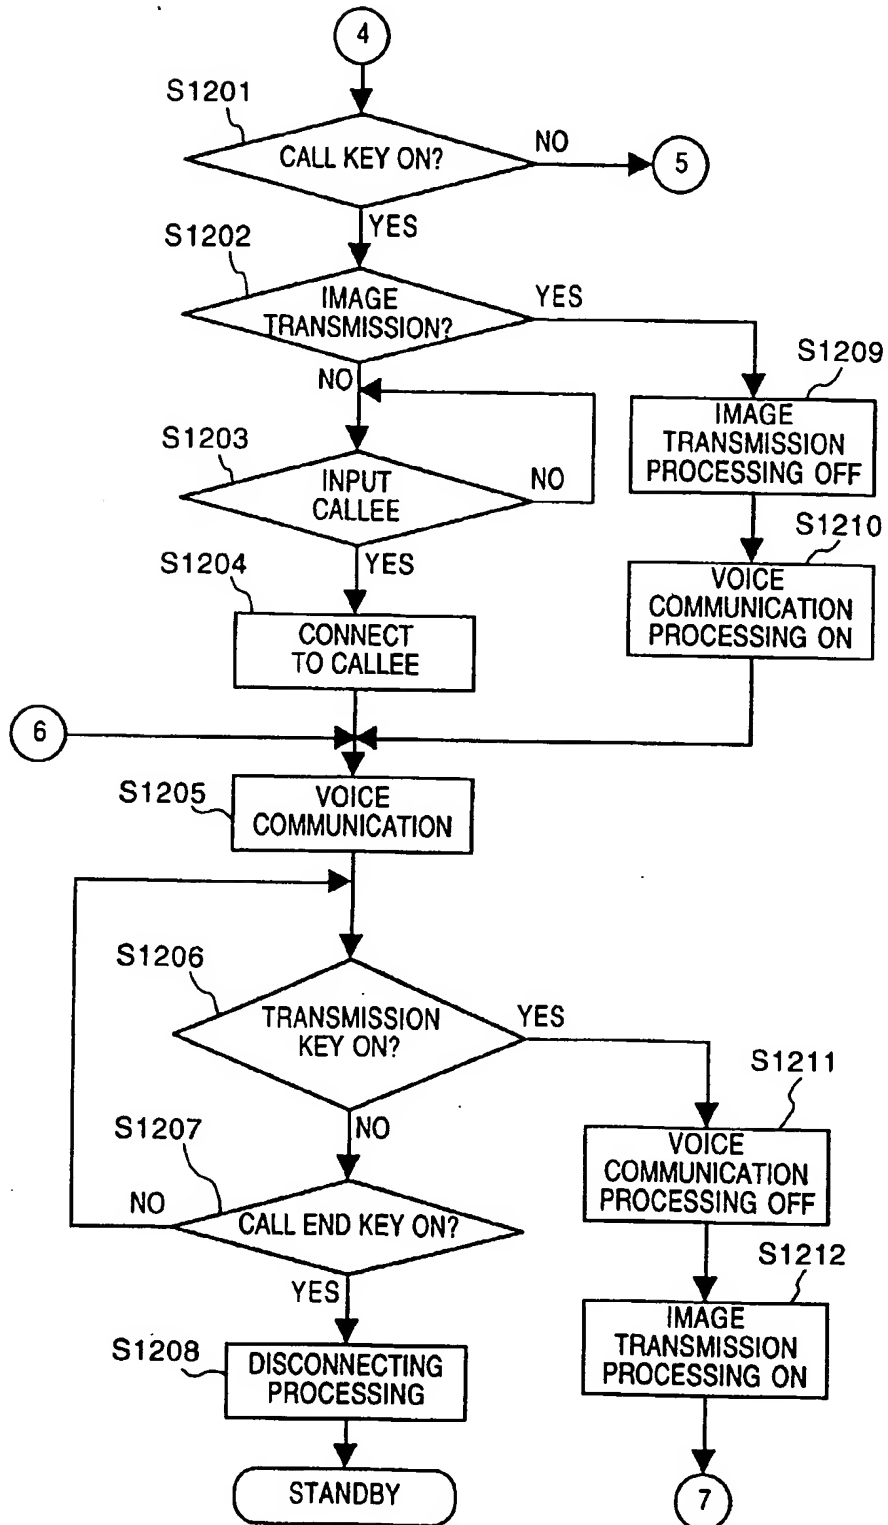 4
S1201
CALL KEY ON?
NO
5
YES
S1202
IMAGE
TRANSMISSION?
YES
NO
S1209
IMAGE
TRANSMISSION
PROCESSING OFF
S1203
INPUT
CALLEE
NO
YES
S1210
VOICE
COMMUNICATION
PROCESSING ON
S1204
CONNECT
TO CALLEE
6
S1205
VOICE
COMMUNICATION
S1206
TRANSMISSION
KEY ON?
YES
NO
S1211
VOICE
COMMUNICATION
PROCESSING OFF
S1207
CALL END KEY ON?
NO
YES
S1212
IMAGE
TRANSMISSION
PROCESSING ON
S1208
DISCONNECTING
PROCESSING
STANDBY
7